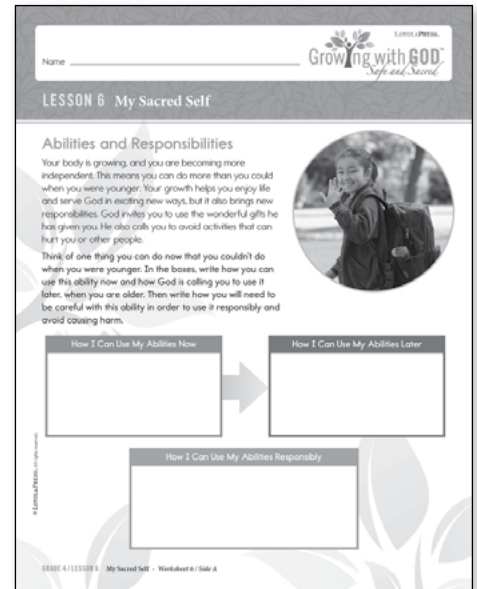 LOYOLAPRESS.
Name
Growing with GOD™
Safe and Sacred
LESSON 6 My Sacred Self
Abilities and Responsibilities
Your body is growing, and you are becoming more
independent. This means you can do more than you could
when you were younger. Your growth helps you enjoy life
and serve God in exciting new ways, but it also brings new
responsibilities. God invites you to use the wonderful gifts he
has given you. He also calls you to avoid activities that can
hurt you or other people.
Think of one thing you can do now that you couldn't do
when you were younger. In the boxes, write how you can
use this ability now and how God is calling you to use it
later, when you are older. Then write how you will need to
be careful with this ability in order to use it responsibly and
avoid causing harm.
How I Can Use My Abilities Now
How I Can Use My Abilities Later
How I Can Use My Abilities Responsibly
© LOYOLAPRESS. All rights reserved.
GRADE 4 / LESSON 6 My Sacred Self • Worksheet 6 / Side A